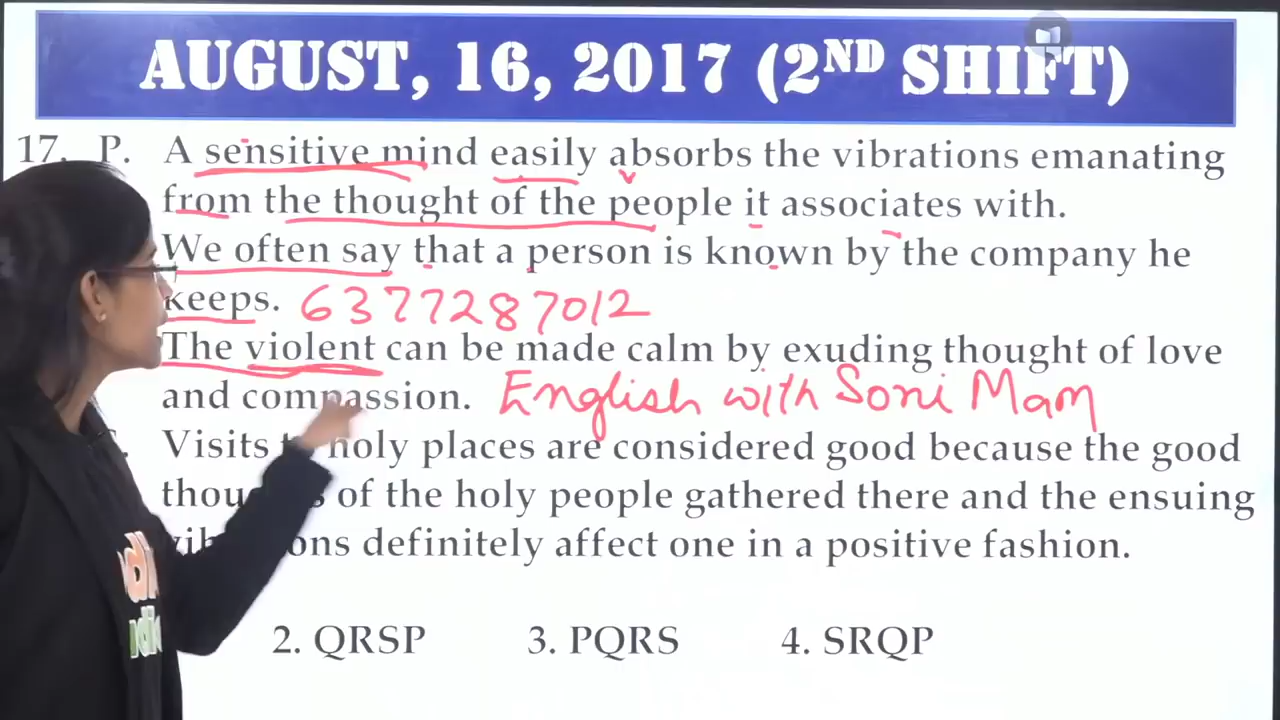 AUGUST, 16, 2017 (2ND SHIFT)
17. P. A sensitive mind easily absorbs the vibrations emanating
from the thought of the people it associates with.
We often say that a person is known by the company he
keeps. 6377287012
The violent can be made calm by exuding thought of love
and compassion. English with Soni Mam
Visits holy places are considered good because the good
of the holy people gathered there and the ensuing
definitely affect one in a positive fashion.
2. QRSP 3. PQRS 4. SRQP